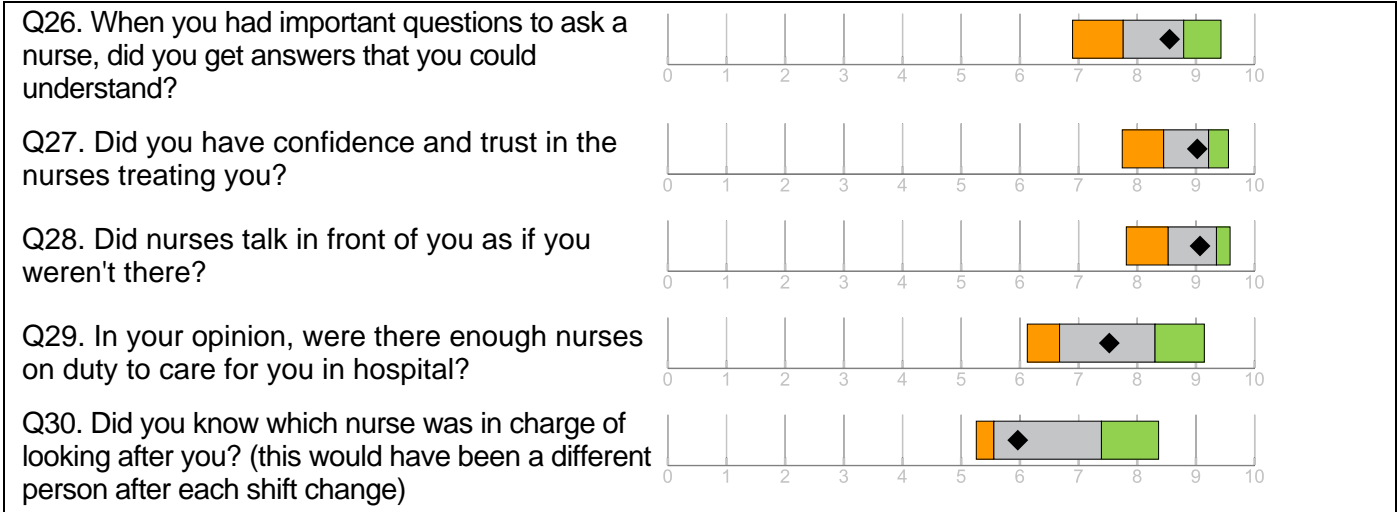 Q26. When you had important questions to ask a
nurse, did you get answers that you could
understand?
0 1 2 3 4 5 6 7 8 9 10
Q27. Did you have confidence and trust in the
nurses treating you?
0 1 2 3 4 5 6 7 8 9 10
Q28. Did nurses talk in front of you as if you
weren't there?
0 1 2 3 4 5 6 7 8 9 10
Q29. In your opinion, were there enough nurses
on duty to care for you in hospital?
0 1 2 3 4 5 6 7 8 9 10
Q30. Did you know which nurse was in charge of
looking after you? (this would have been a different
person after each shift change)
0 1 2 3 4 5 6 7 8 9 10